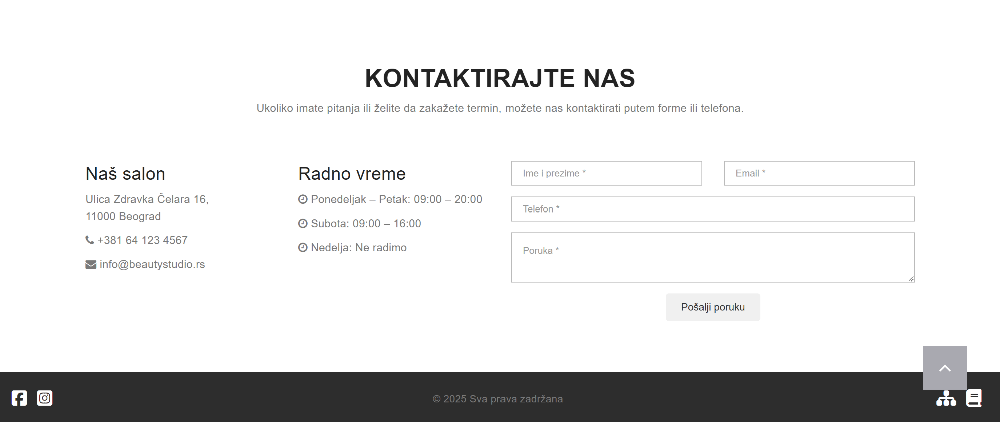 KONTAKTIRAJTE NAS
Ukoliko imate pitanja ili želite da zakažete termin, možete nas kontaktirati putem forme ili telefona.
Naš salon
Ulica Zdravka Čelara 16,
11000 Beograd
+381 64 123 4567
info@beautystudio.rs
Radno vreme
Ponedeljak – Petak: 09:00 – 20:00
Subota: 09:00 – 16:00
Nedelja: Ne radimo
Ime i prezime *
Email *
Telefon *
Poruka *
Pošalji poruku
© 2025 Sva prava zadržana